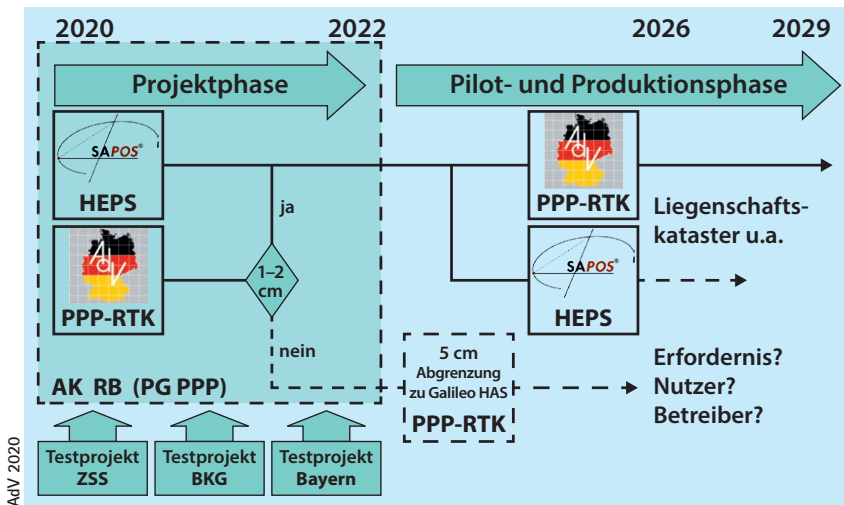 2020 2022 2026 2029
Projektphase
Pilot- und Produktionsphase
SAPOS®
HEPS
AdV
PPP-RTK
ja
1–2
cm
nein
AK RB (PG PPP)
AdV
PPP-RTK
Liegenschafts-
kataster u.a.
SAPOS®
HEPS
5 cm
Abgrenzung
zu Galileo HAS
PPP-RTK
Erfordernis?
Nutzer?
Betreiber?
Testprojekt
ZSS
Testprojekt
BKG
Testprojekt
Bayern
AdV 2020